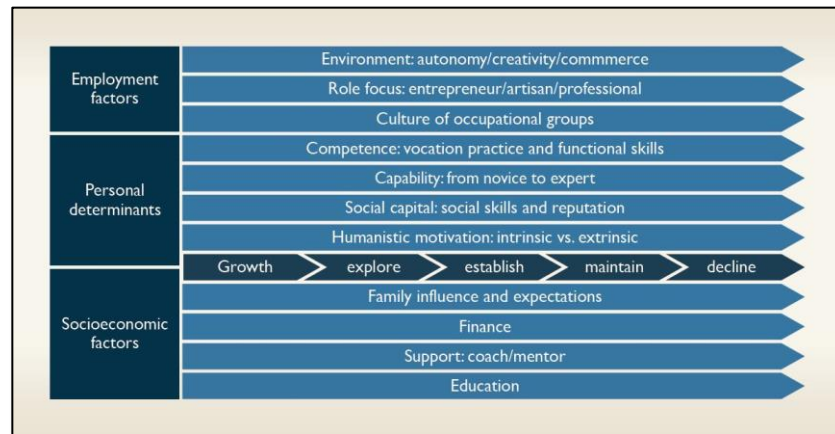 Employment
factors
Environment: autonomy/creativity/commmerce
Role focus: entrepreneur/artisan/professional
Culture of occupational groups
Personal
determinants
Competence: vocation practice and functional skills
Capability: from novice to expert
Social capital: social skills and reputation
Humanistic motivation: intrinsic vs. extrinsic
Growth explore establish maintain decline
Socioeconomic
factors
Family influence and expectations
Finance
Support: coach/mentor
Education